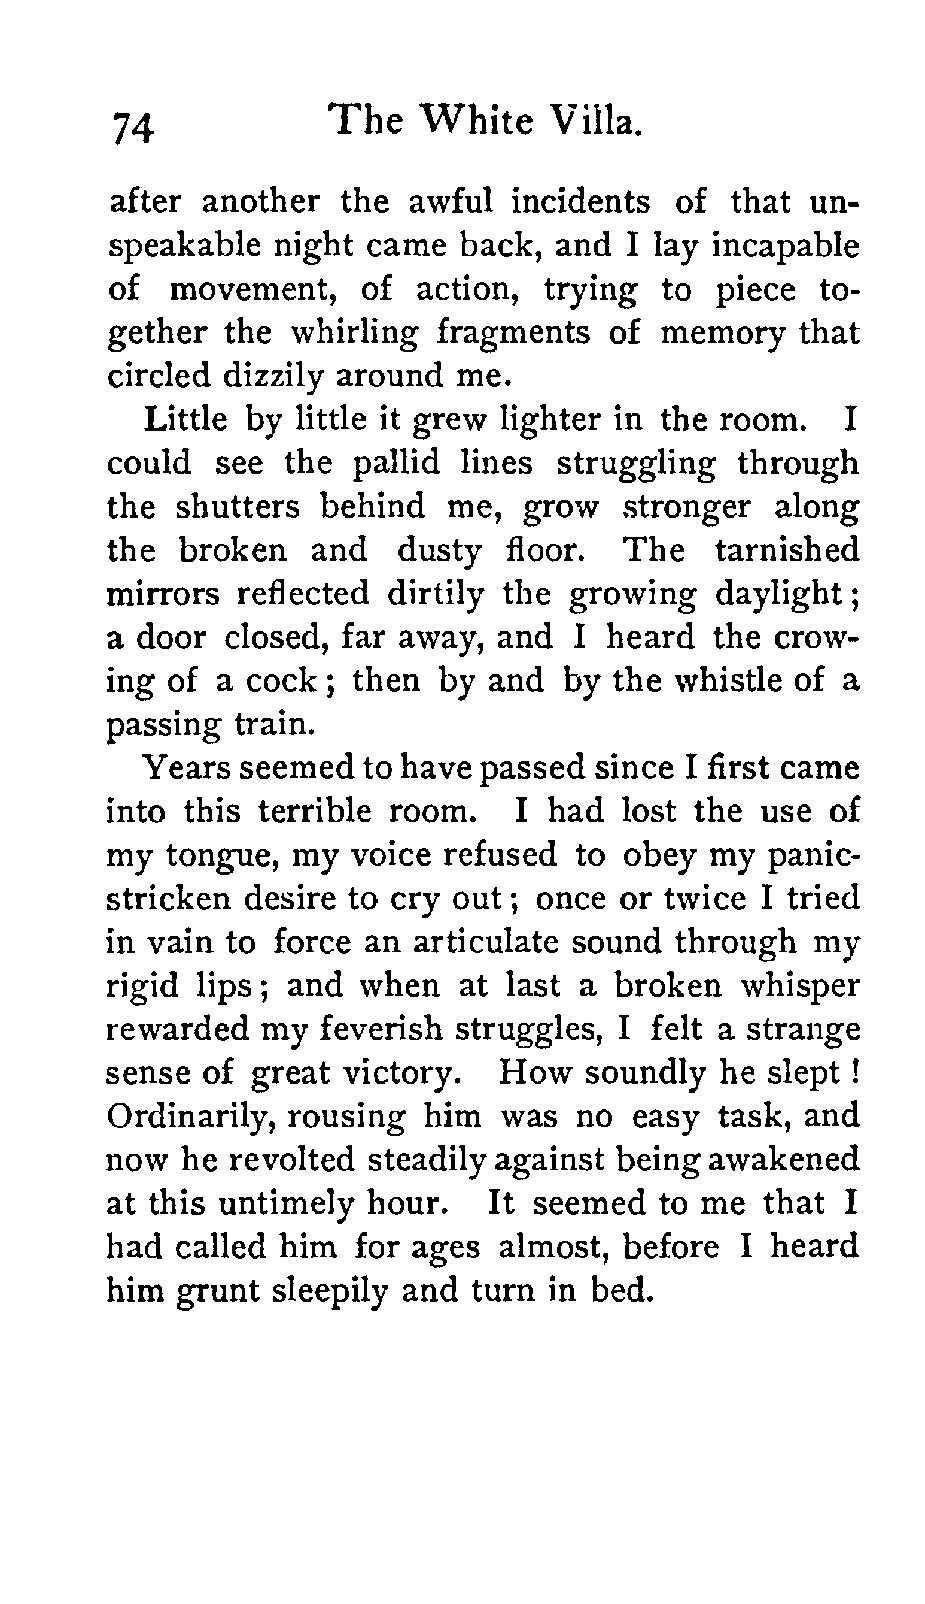 74 The White Villa.
after another the awful incidents of that un-
speakable night came back, and I lay incapable
of movement, of action, trying to piece to-
gether the whirling fragments of memory that
circled dizzily around me.
Little by little it grew lighter in the room. I
could see the pallid lines struggling through
the shutters behind me, grow stronger along
the broken and dusty floor. The tarnished
mirrors reflected dirtily the growing daylight;
a door closed, far away, and I heard the crow-
ing of a cock; then by and by the whistle of a
passing train.
Years seemed to have passed since I first came
into this terrible room. I had lost the use of
my tongue, my voice refused to obey my panic-
stricken desire to cry out; once or twice I tried
in vain to force an articulate sound through my
rigid lips; and when at last a broken whisper
rewarded my feverish struggles, I felt a strange
sense of great victory. How soundly he slept!
Ordinarily, rousing him was no easy task, and
now he revolted steadily against being awakened
at this untimely hour. It seemed to me that I
had called him for ages almost, before I heard
him grunt sleepily and turn in bed.